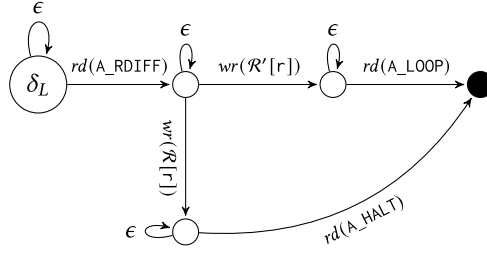 ϵ
ϵ
ϵ
δ_L
rd(A_RDIFF)
wr(ℛ′[r])
rd(A_LOOP)
wr(ℛ[r])
ϵ
rd(A_HALT)